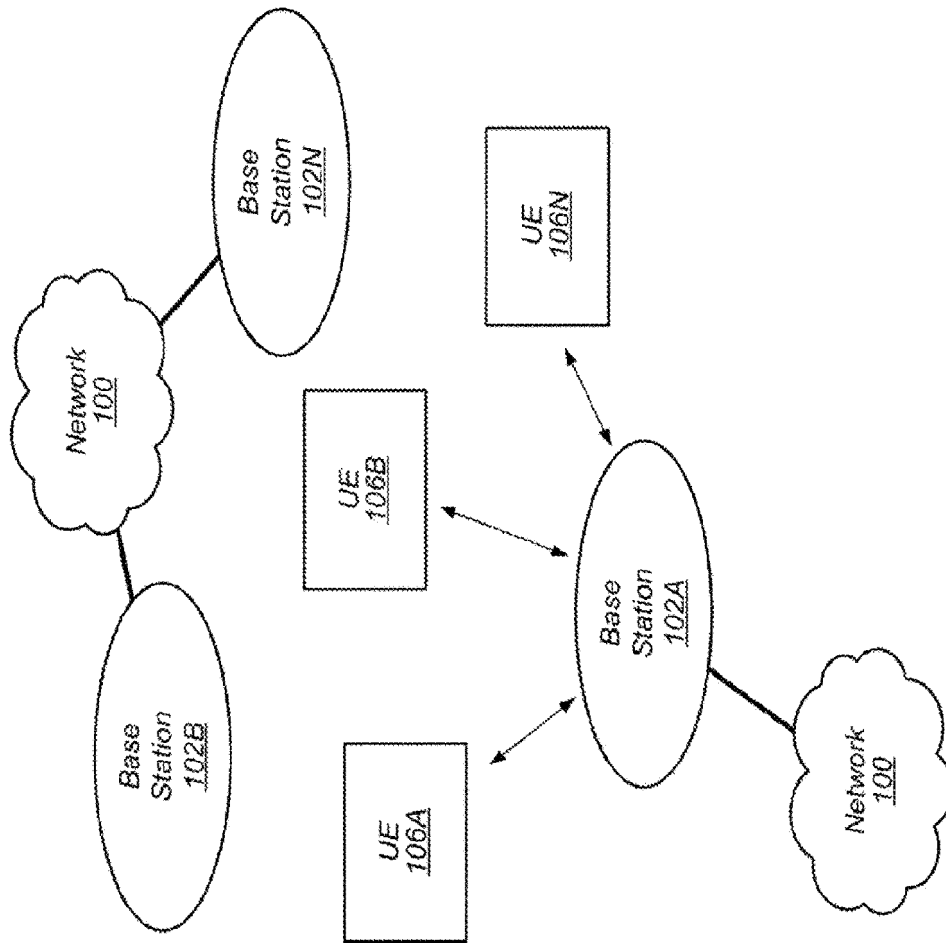 Network
100
Base
Station
102B
Base
Station
102N
UE
106A
UE
106B
UE
106N
Base
Station
102A
Network
100